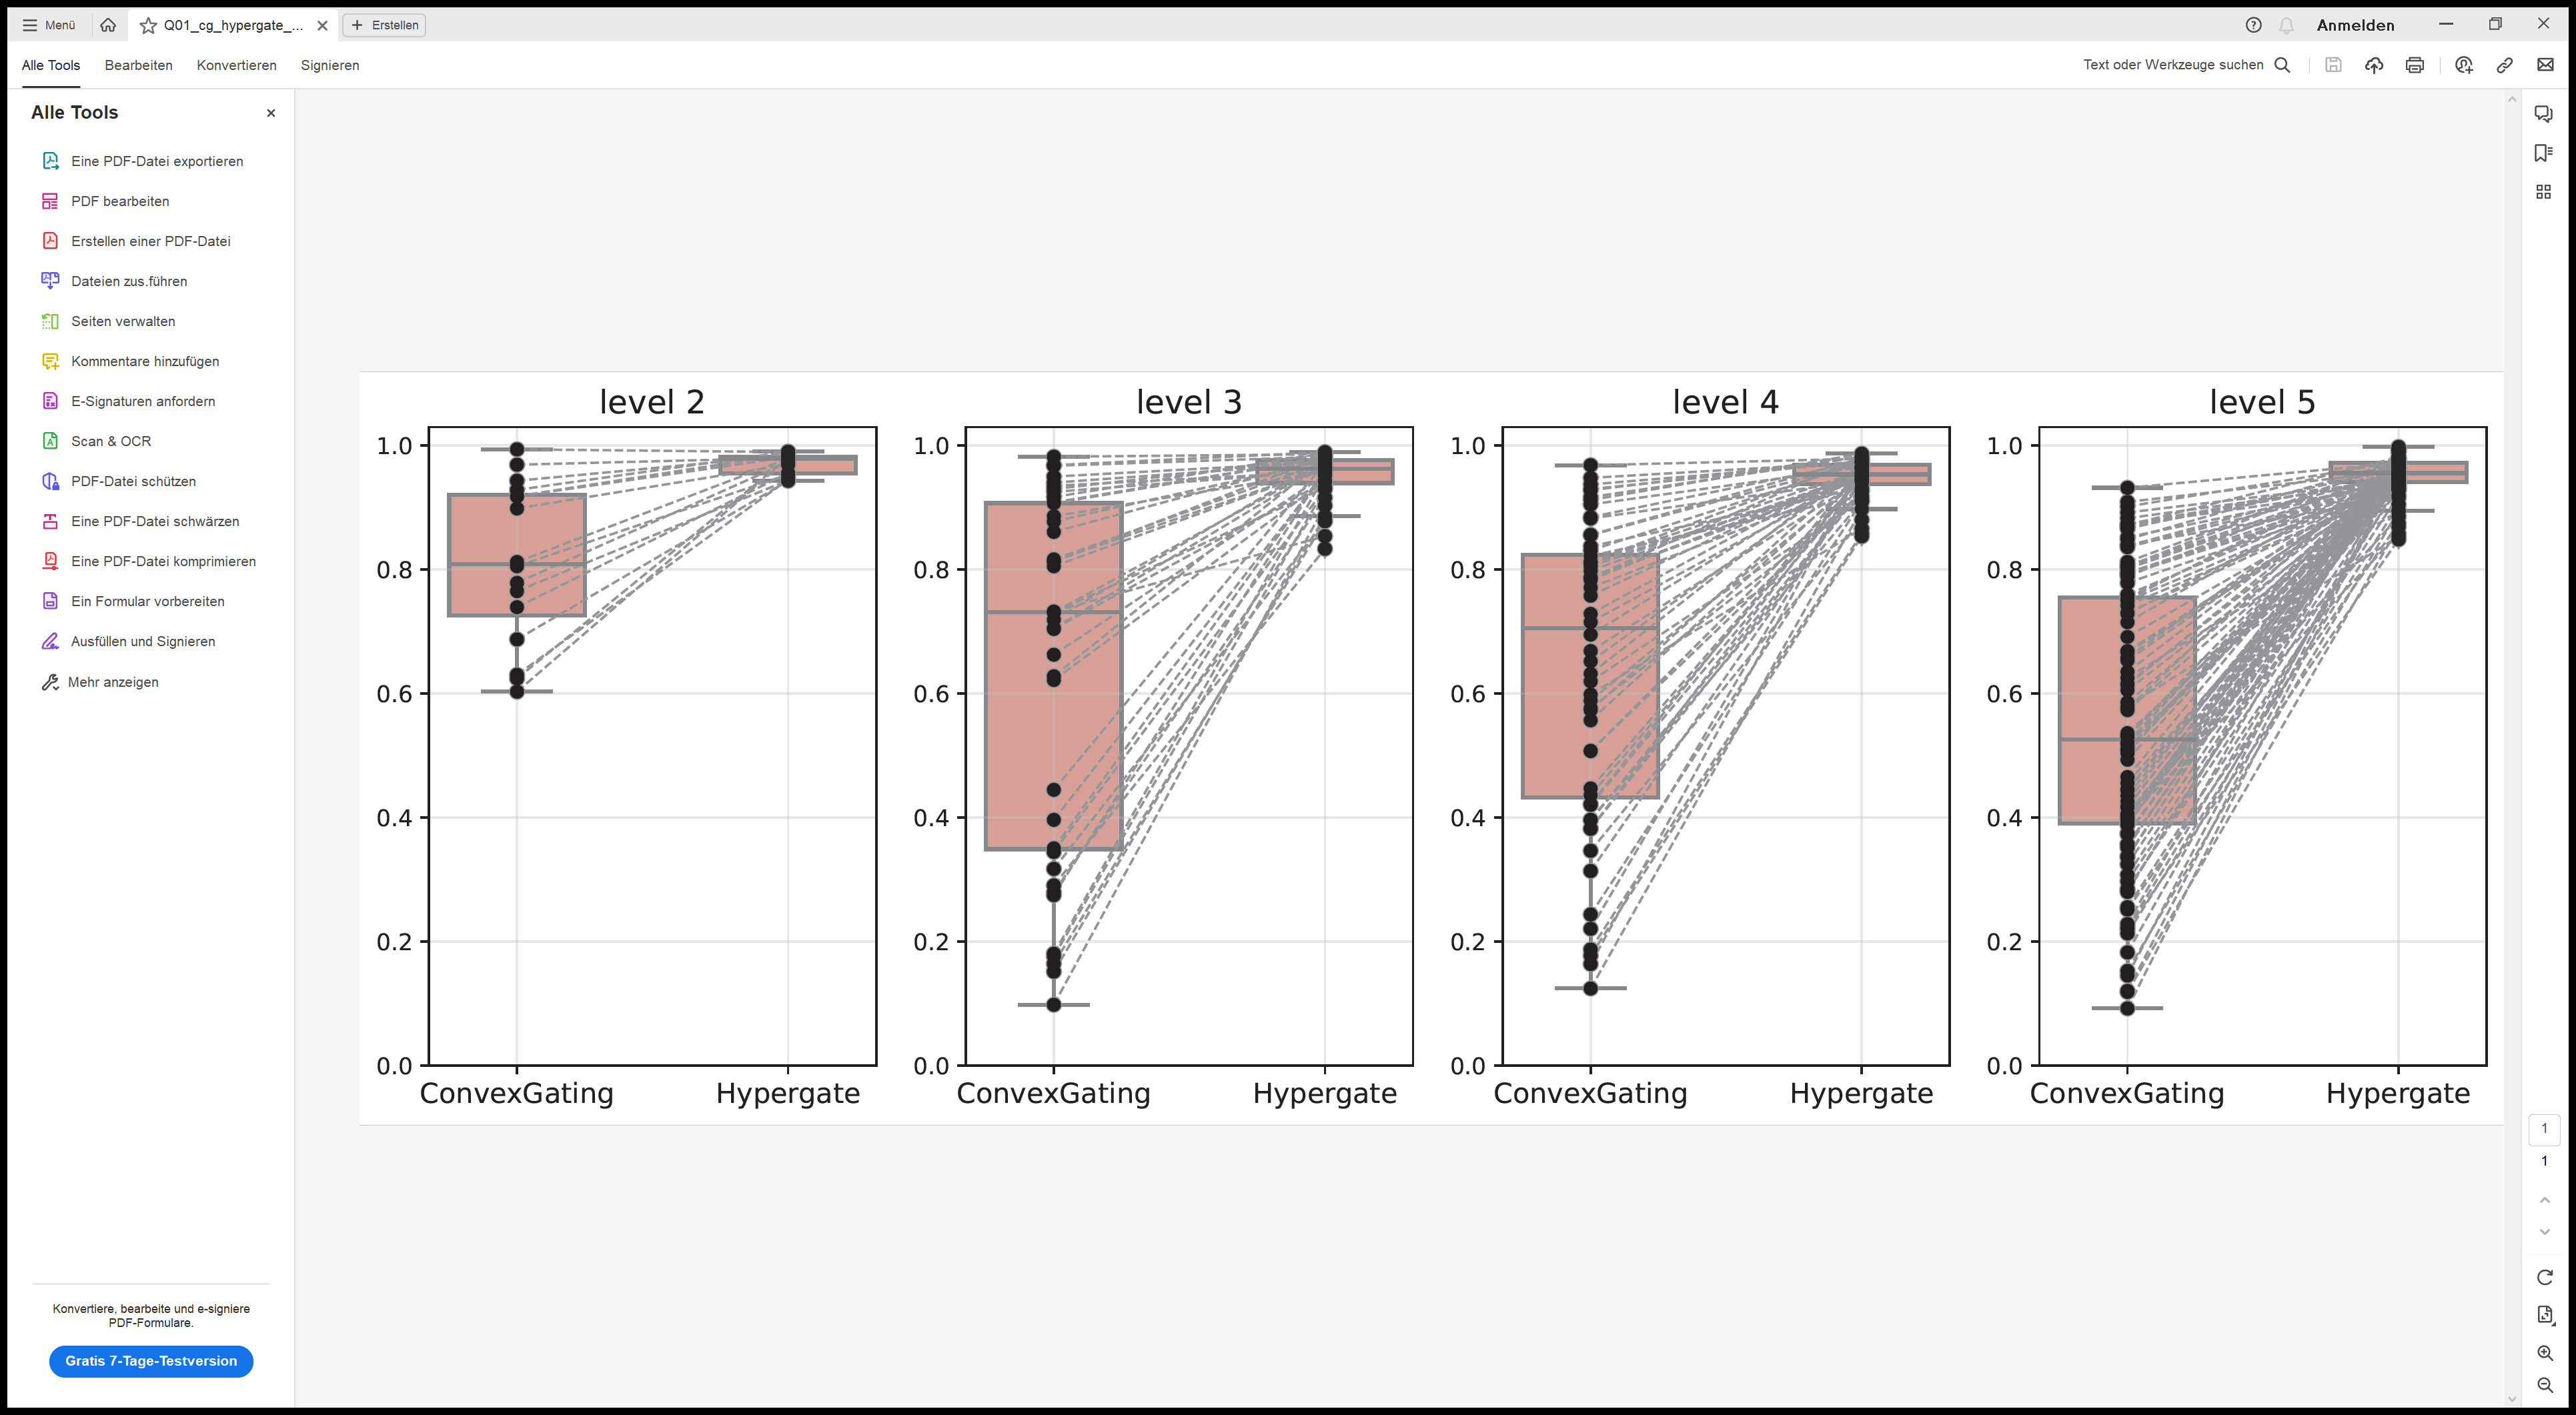 Menü
Q01_cg_hypergate_...
Erstellen
Anmelden
Alle Tools
Bearbeiten
Konvertieren
Signieren
Text oder Werkzeuge suchen
Alle Tools
Eine PDF-Datei exportieren
PDF bearbeiten
Erstellen einer PDF-Datei
Dateien zus.führen
Seiten verwalten
Kommentare hinzufügen
E-Signaturen anfordern
Scan & OCR
PDF-Datei schützen
Eine PDF-Datei schwärzen
Eine PDF-Datei komprimieren
Ein Formular vorbereiten
Ausfüllen und Signieren
Mehr anzeigen
Konvertiere, bearbeite und e-signiere
PDF-Formulare.
Gratis 7-Tage-Testversion
level 2
1.0
0.8
0.6
0.4
0.2
0.0
ConvexGating
Hypergate
level 3
1.0
0.8
0.6
0.4
0.2
0.0
ConvexGating
Hypergate
level 4
1.0
0.8
0.6
0.4
0.2
0.0
ConvexGating
Hypergate
level 5
1.0
0.8
0.6
0.4
0.2
0.0
ConvexGating
Hypergate
1
1